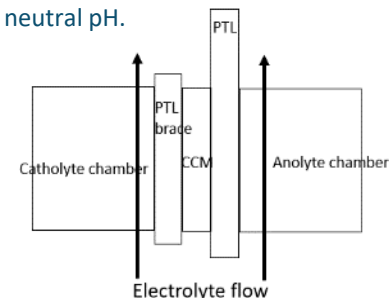 neutral pH.
PTL
PTL
brace
CCM
Catholyte chamber
Anolyte chamber
Electrolyte flow